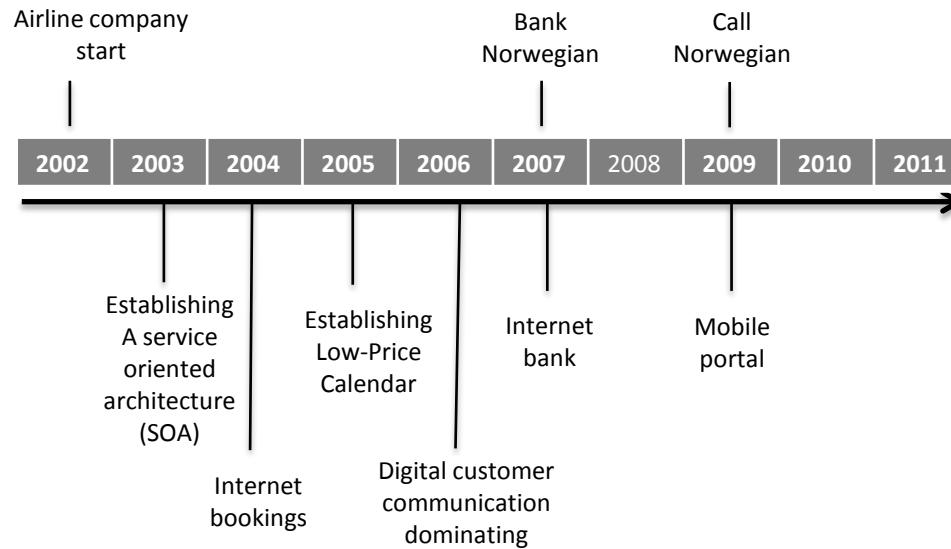 Airline company
start
Bank
Norwegian
Call
Norwegian
2002 2003 2004 2005 2006 2007 2008 2009 2010 2011
Establishing
A service
oriented
architecture
(SOA)
Internet
bookings
Establishing
Low-Price
Calendar
Digital customer
communication
dominating
Internet
bank
Mobile
portal